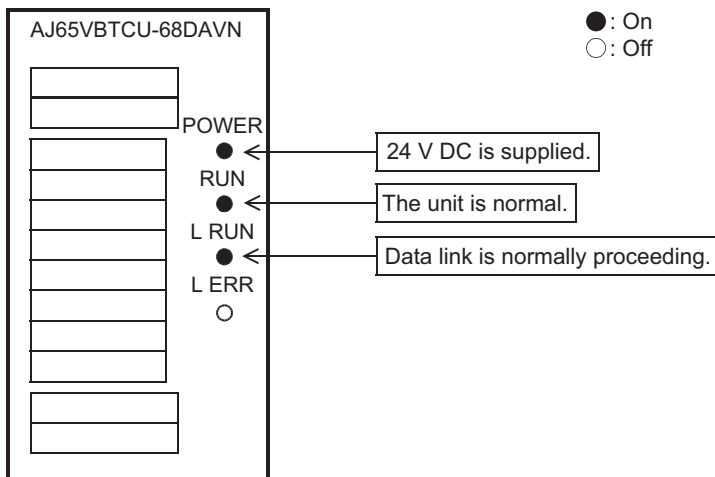 AJ65VBTCU-68DAVN
●: On
○: Off
POWER
24 V DC is supplied.
RUN
The unit is normal.
L RUN
Data link is normally proceeding.
L ERR